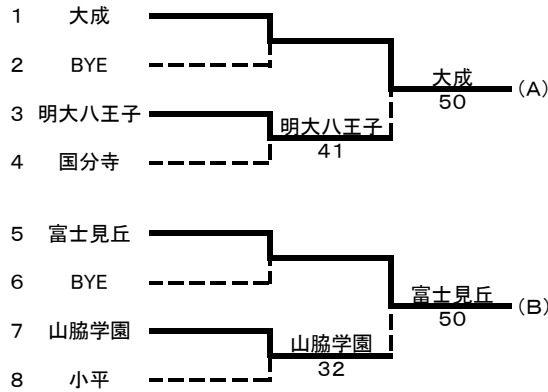 1 大成
2 BYE
大成
50 (A)
3 明大八王子
明大八王子
41
4 国分寺
5 富士見丘
6 BYE
富士見丘
50 (B)
7 山脇学園
山脇学園
32
8 小平